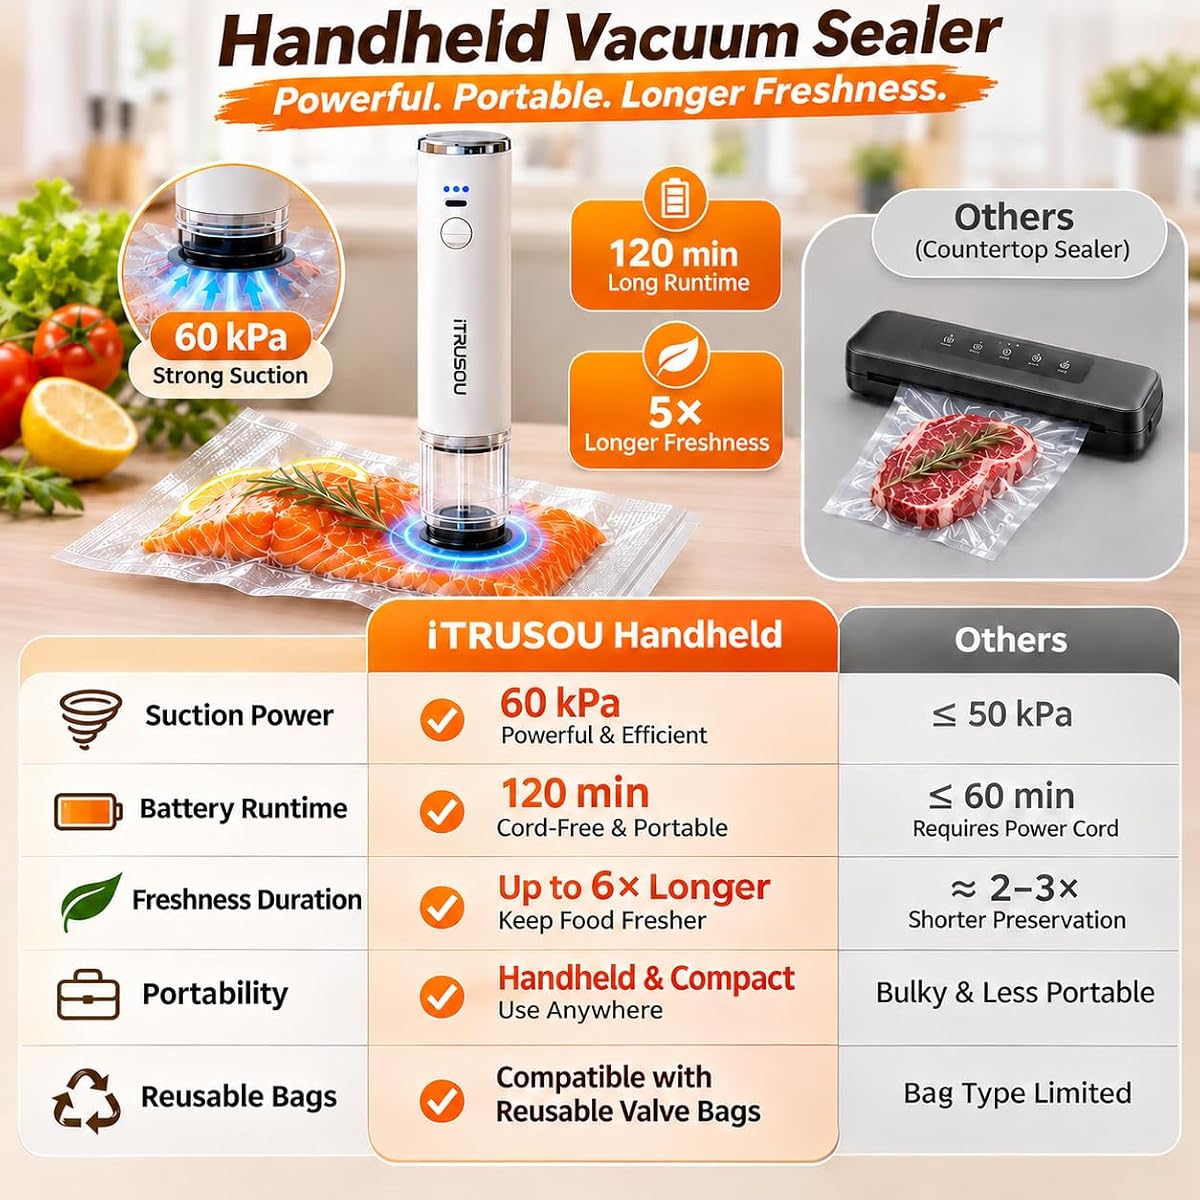 Handheld Vacuum Sealer
Powerful. Portable. Longer Freshness.
60 kPa
Strong Suction
iTRUSOU
120 min
Long Runtime
5×
Longer Freshness
Others
(Countertop Sealer)
iTRUSOU Handheld
Others
Suction Power
60 kPa
Powerful & Efficient
≤ 50 kPa
Battery Runtime
120 min
Cord-Free & Portable
≤ 60 min
Requires Power Cord
Freshness Duration
Up to 6× Longer
Keep Food Fresher
≈ 2–3×
Shorter Preservation
Portability
Handheld & Compact
Use Anywhere
Bulky & Less Portable
Reusable Bags
Compatible with
Reusable Valve Bags
Bag Type Limited